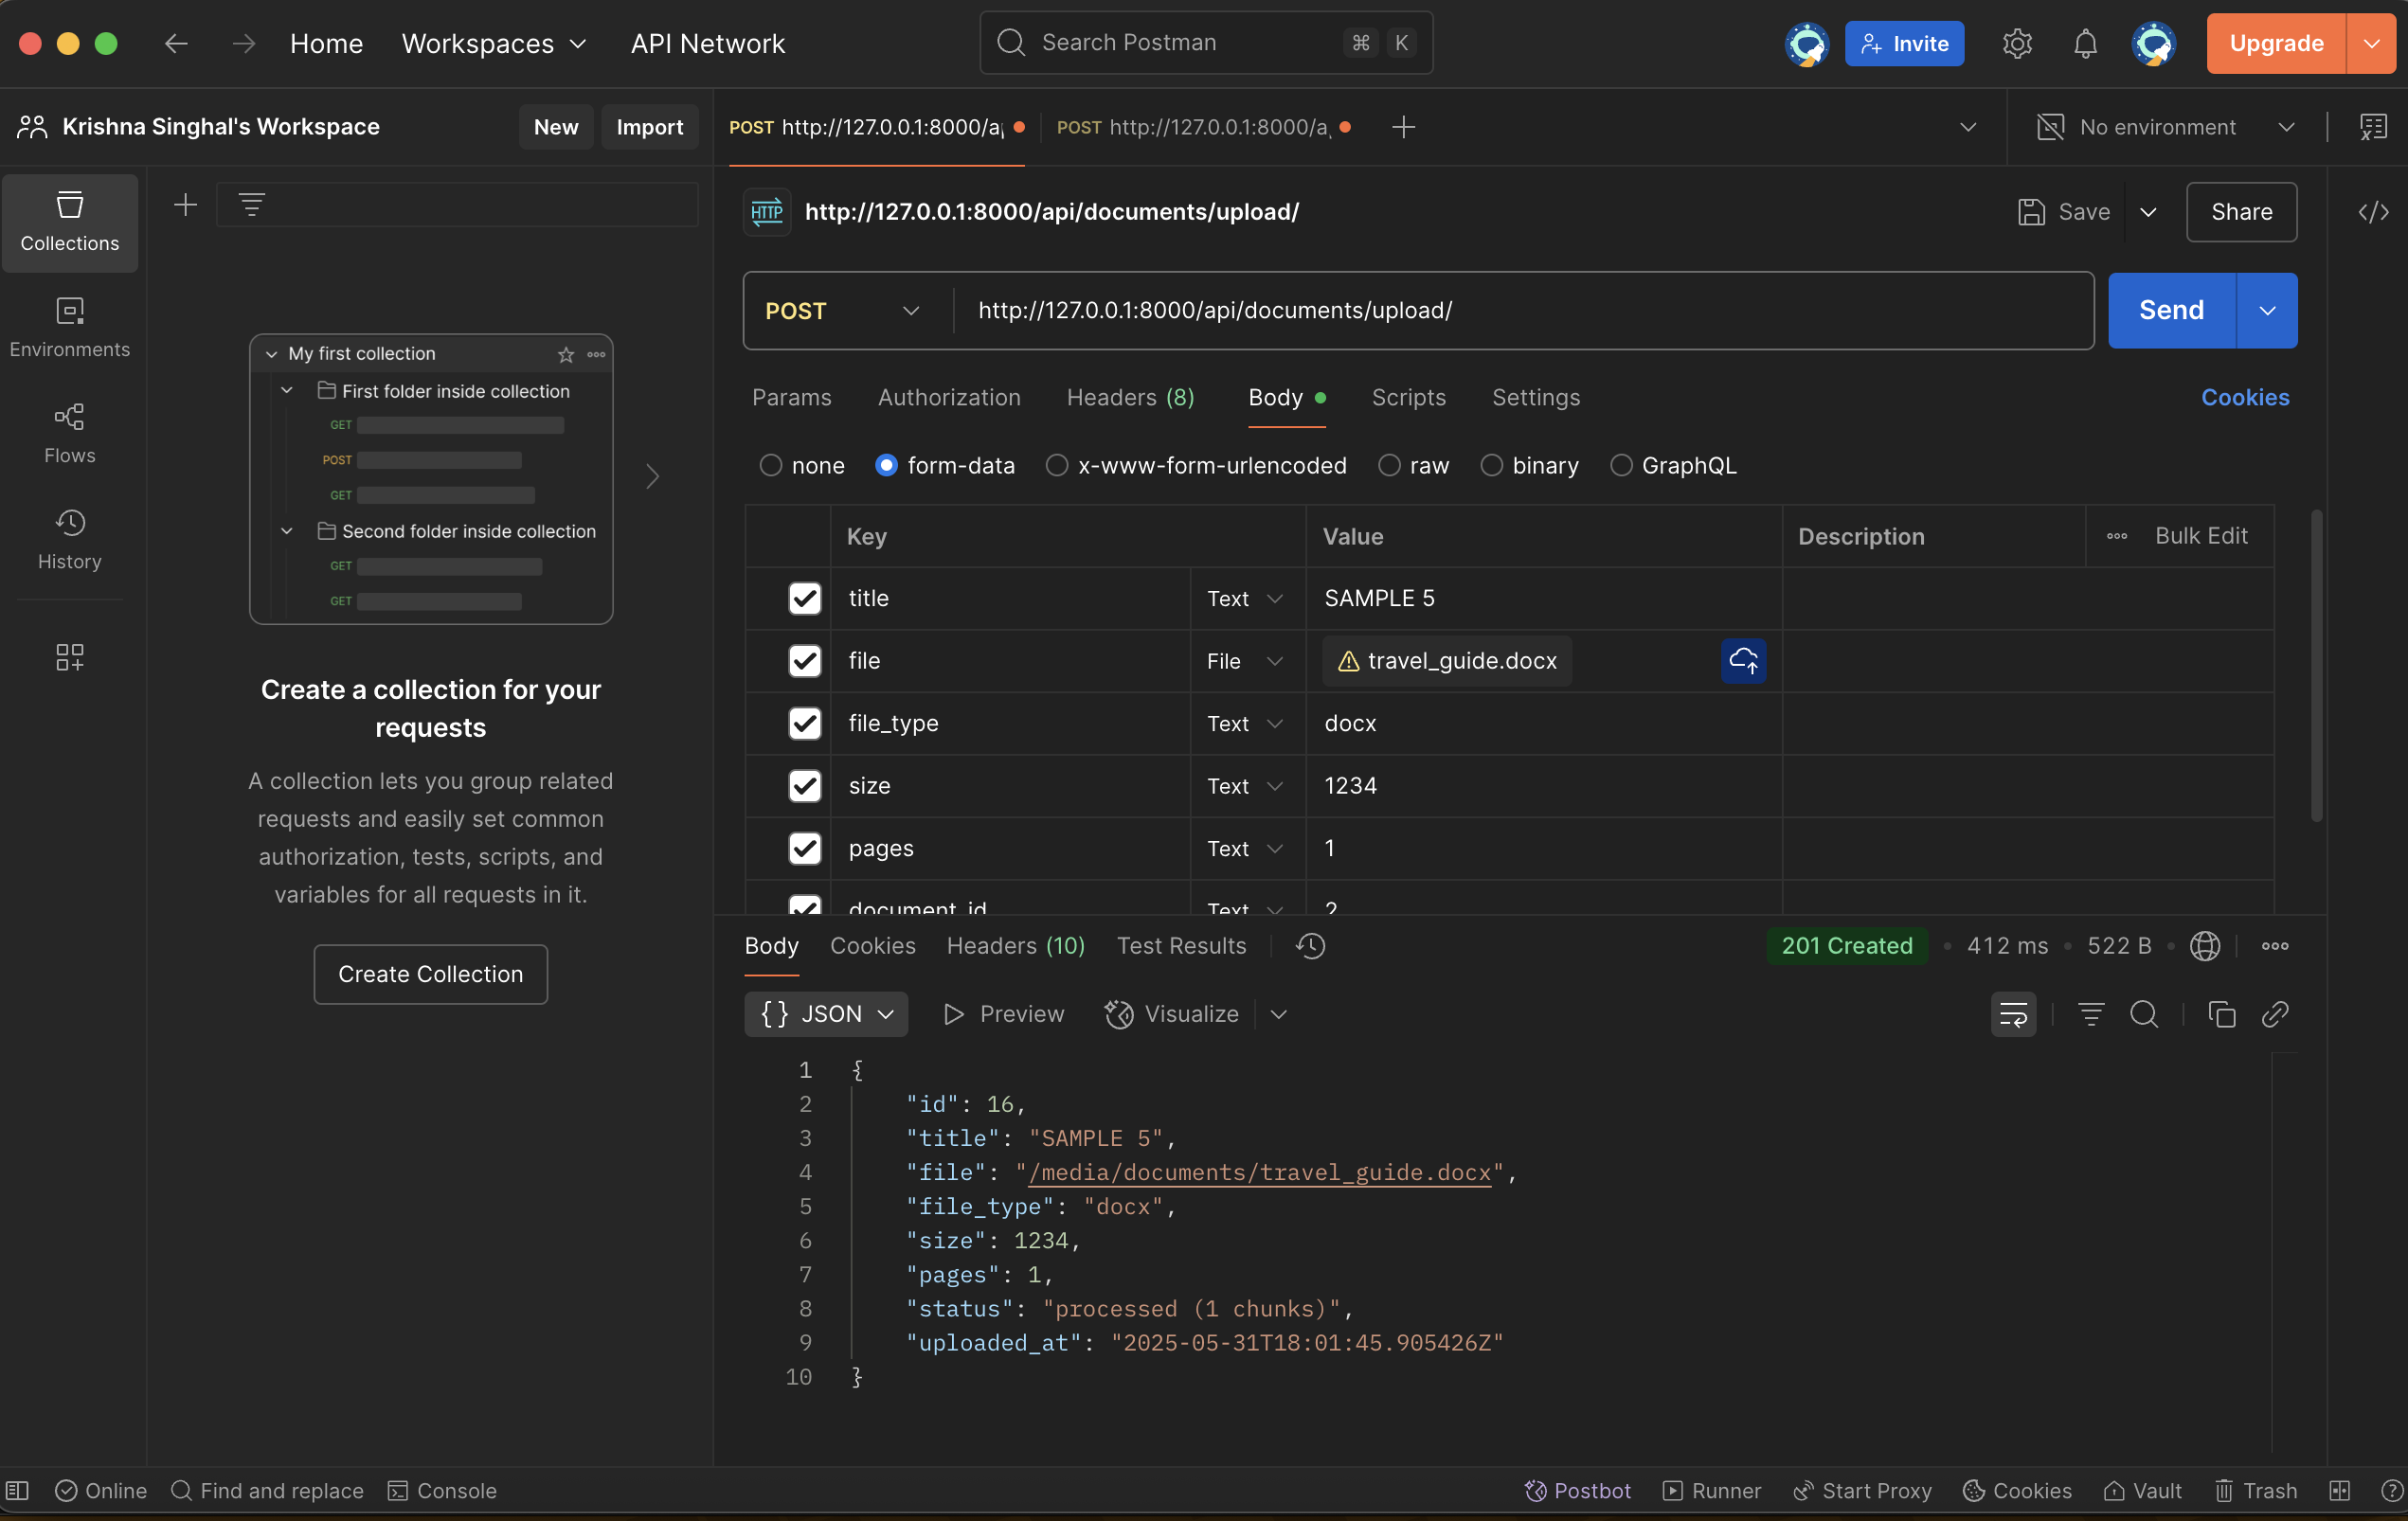 Home Workspaces API Network
Search Postman ⌘ K
Invite
Upgrade
Krishna Singhal's Workspace
New Import
POST http://127.0.0.1:8000/a
POST http://127.0.0.1:8000/a
No environment
Collections
Environments
Flows
History
My first collection
First folder inside collection
GET
POST
GET
Second folder inside collection
GET
GET
Create a collection for your
requests
A collection lets you group related
requests and easily set common
authorization, tests, scripts, and
variables for all requests in it.
Create Collection
HTTP http://127.0.0.1:8000/api/documents/upload/
Save Share
POST http://127.0.0.1:8000/api/documents/upload/
Send
Params Authorization Headers (8) Body Scripts Settings Cookies
none form-data x-www-form-urlencoded raw binary GraphQL
Key Value Description Bulk Edit
title Text SAMPLE 5
file File travel_guide.docx
file_type Text docx
size Text 1234
pages Text 1
document_id Text 2
Body Cookies Headers (10) Test Results
201 Created 412 ms 522 B
{} JSON Preview Visualize
1 {
2 "id": 16,
3 "title": "SAMPLE 5",
4 "file": "/media/documents/travel_guide.docx",
5 "file_type": "docx",
6 "size": 1234,
7 "pages": 1,
8 "status": "processed (1 chunks)",
9 "uploaded_at": "2025-05-31T18:01:45.905426Z"
10 }
Online Find and replace Console
Postbot Runner Start Proxy Cookies Vault Trash